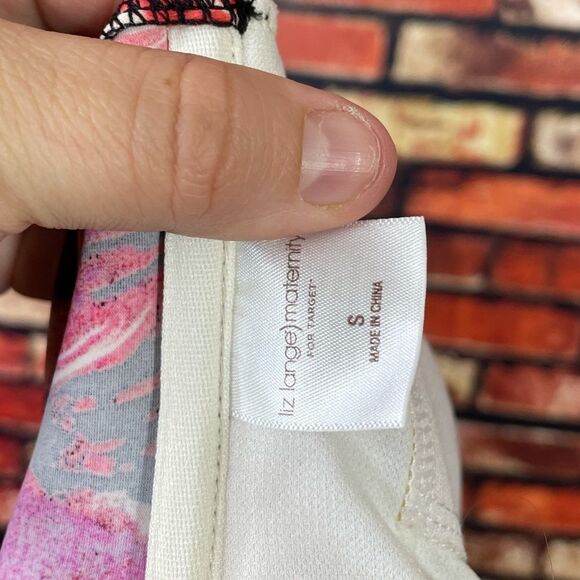 liz lange)maternity
FOR TARGET®
S
MADE IN CHINA